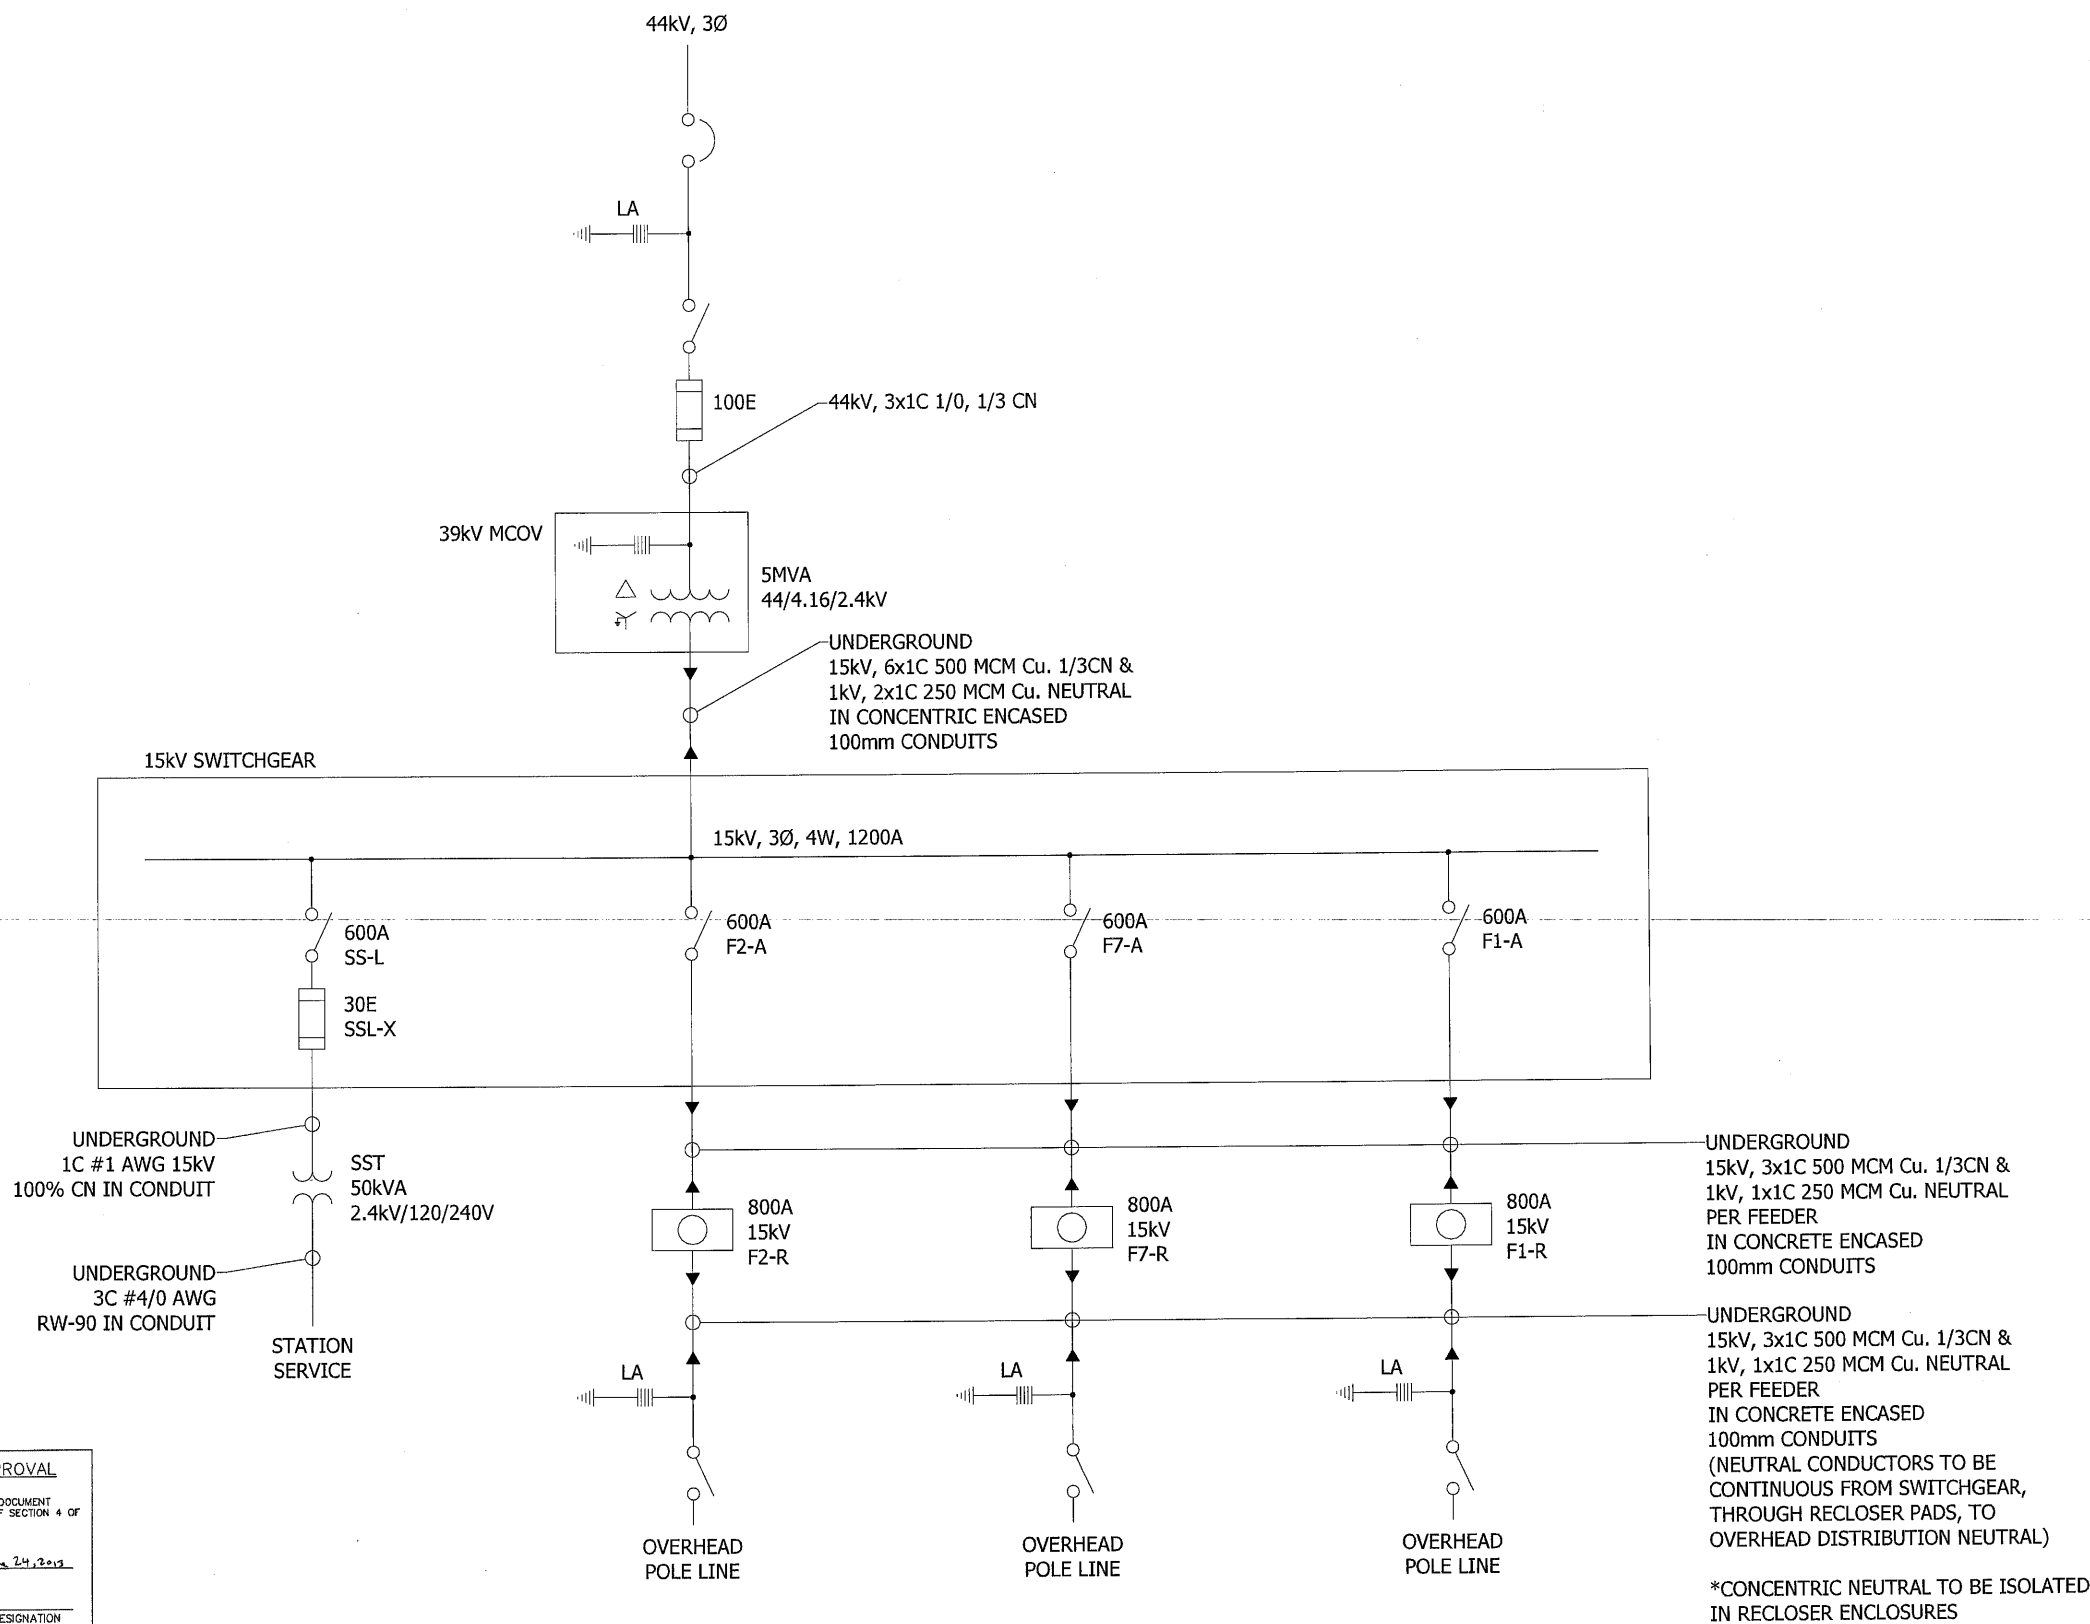 44kV, 3Ø
LA
100E
44kV, 3x1C 1/0, 1/3 CN
39kV MCOV
5MVA
44/4.16/2.4kV
UNDERGROUND
15kV, 6x1C 500 MCM Cu. 1/3CN &
1kV, 2x1C 250 MCM Cu. NEUTRAL
IN CONCENTRIC ENCASED
100mm CONDUITS
15kV SWITCHGEAR
15kV, 3Ø, 4W, 1200A
600A
SS-L
30E
SSL-X
600A
F2-A
600A
F7-A
600A
F1-A
UNDERGROUND
1C #1 AWG 15kV
100% CN IN CONDUIT
SST
50kVA
2.4kV/120/240V
UNDERGROUND
3C #4/0 AWG
RW-90 IN CONDUIT
STATION
SERVICE
800A
15kV
F2-R
800A
15kV
F7-R
800A
15kV
F1-R
UNDERGROUND
15kV, 3x1C 500 MCM Cu. 1/3CN &
1kV, 1x1C 250 MCM Cu. NEUTRAL
PER FEEDER
IN CONCRETE ENCASED
100mm CONDUITS
UNDERGROUND
15kV, 3x1C 500 MCM Cu. 1/3CN &
1kV, 1x1C 250 MCM Cu. NEUTRAL
PER FEEDER
IN CONCRETE ENCASED
100mm CONDUITS
(NEUTRAL CONDUCTORS TO BE
CONTINUOUS FROM SWITCHGEAR,
THROUGH RECLOSER PADS, TO
OVERHEAD DISTRIBUTION NEUTRAL)
*CONCENTRIC NEUTRAL TO BE ISOLATED
IN RECLOSER ENCLOSURES
LA
LA
LA
OVERHEAD
POLE LINE
OVERHEAD
POLE LINE
OVERHEAD
POLE LINE
ROVAL
DOCUMENT
F SECTION 4 OF
24, 2013
ESIGNATION